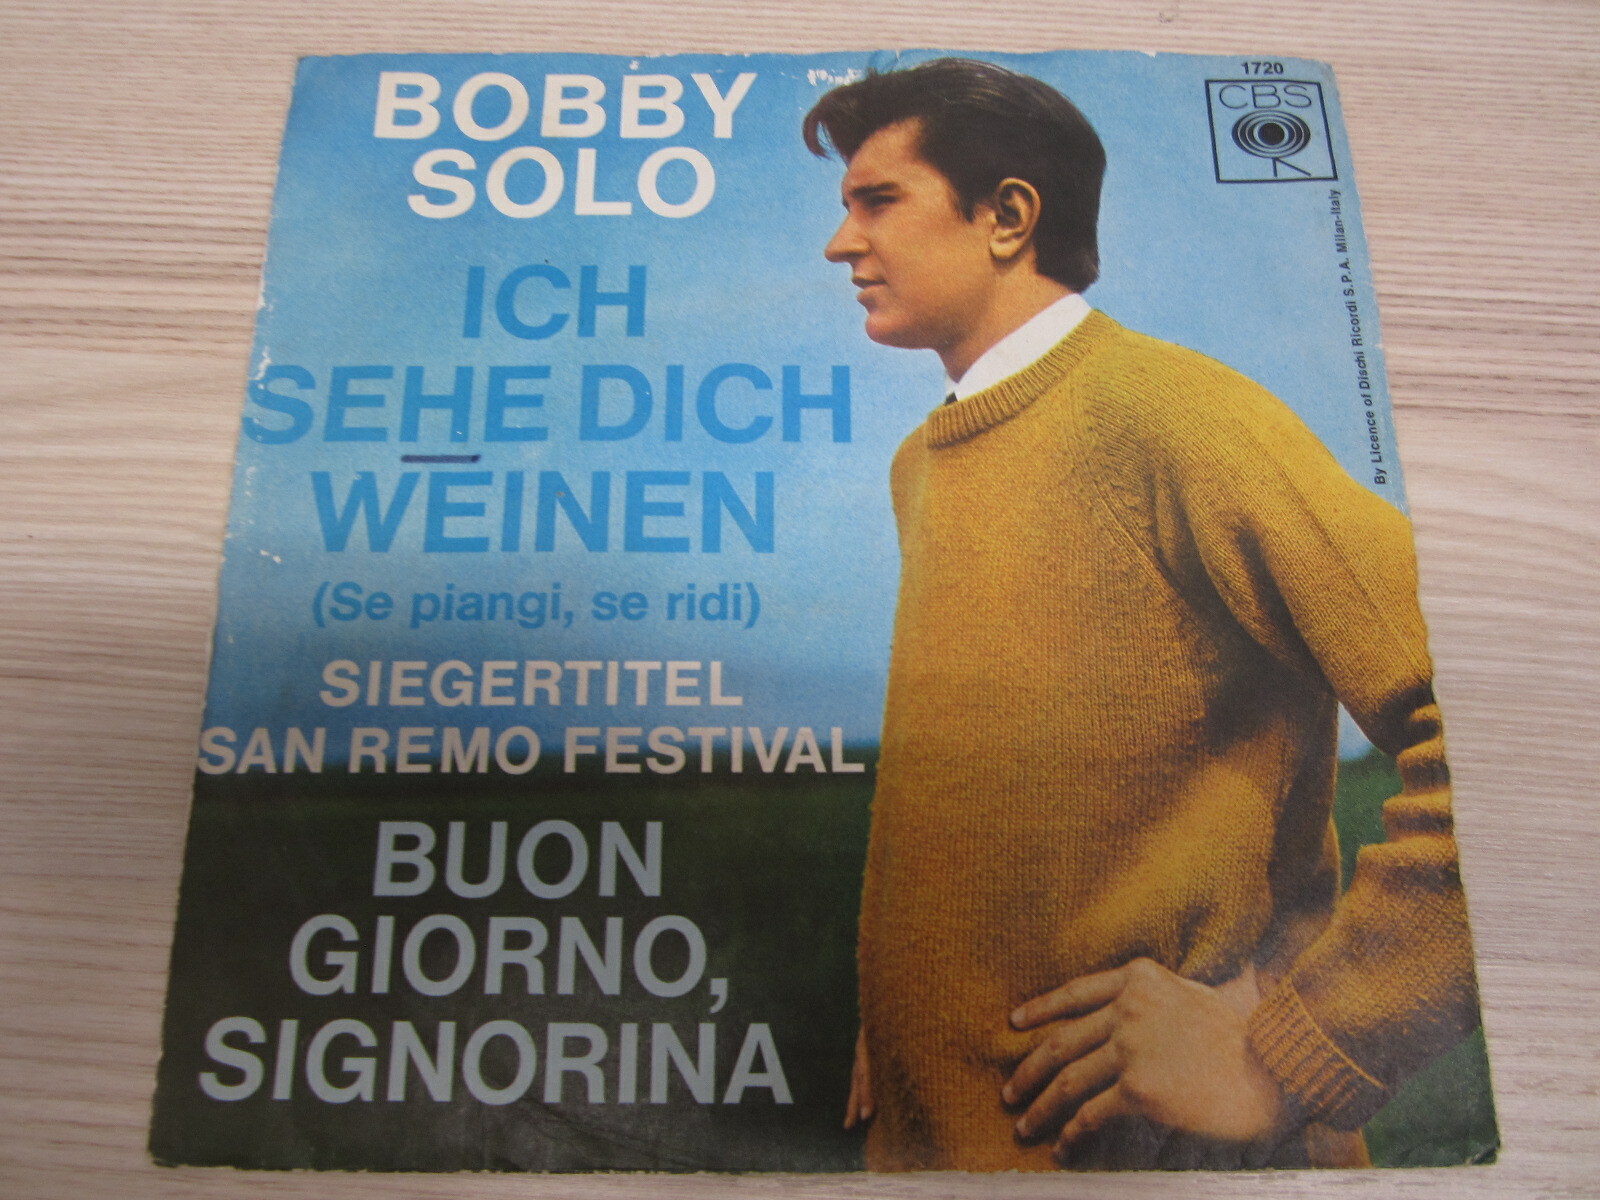 BOBBY
SOLO
ICH
SEHE DICH
WEINEN
(Se piangi, se ridi)
SIEGERTITEL
SAN REMO FESTIVAL
BUON
GIORNO,
SIGNORINA
1720
CBS
By Licence of Dischi Ricordi S.P.A. Milan-Italy